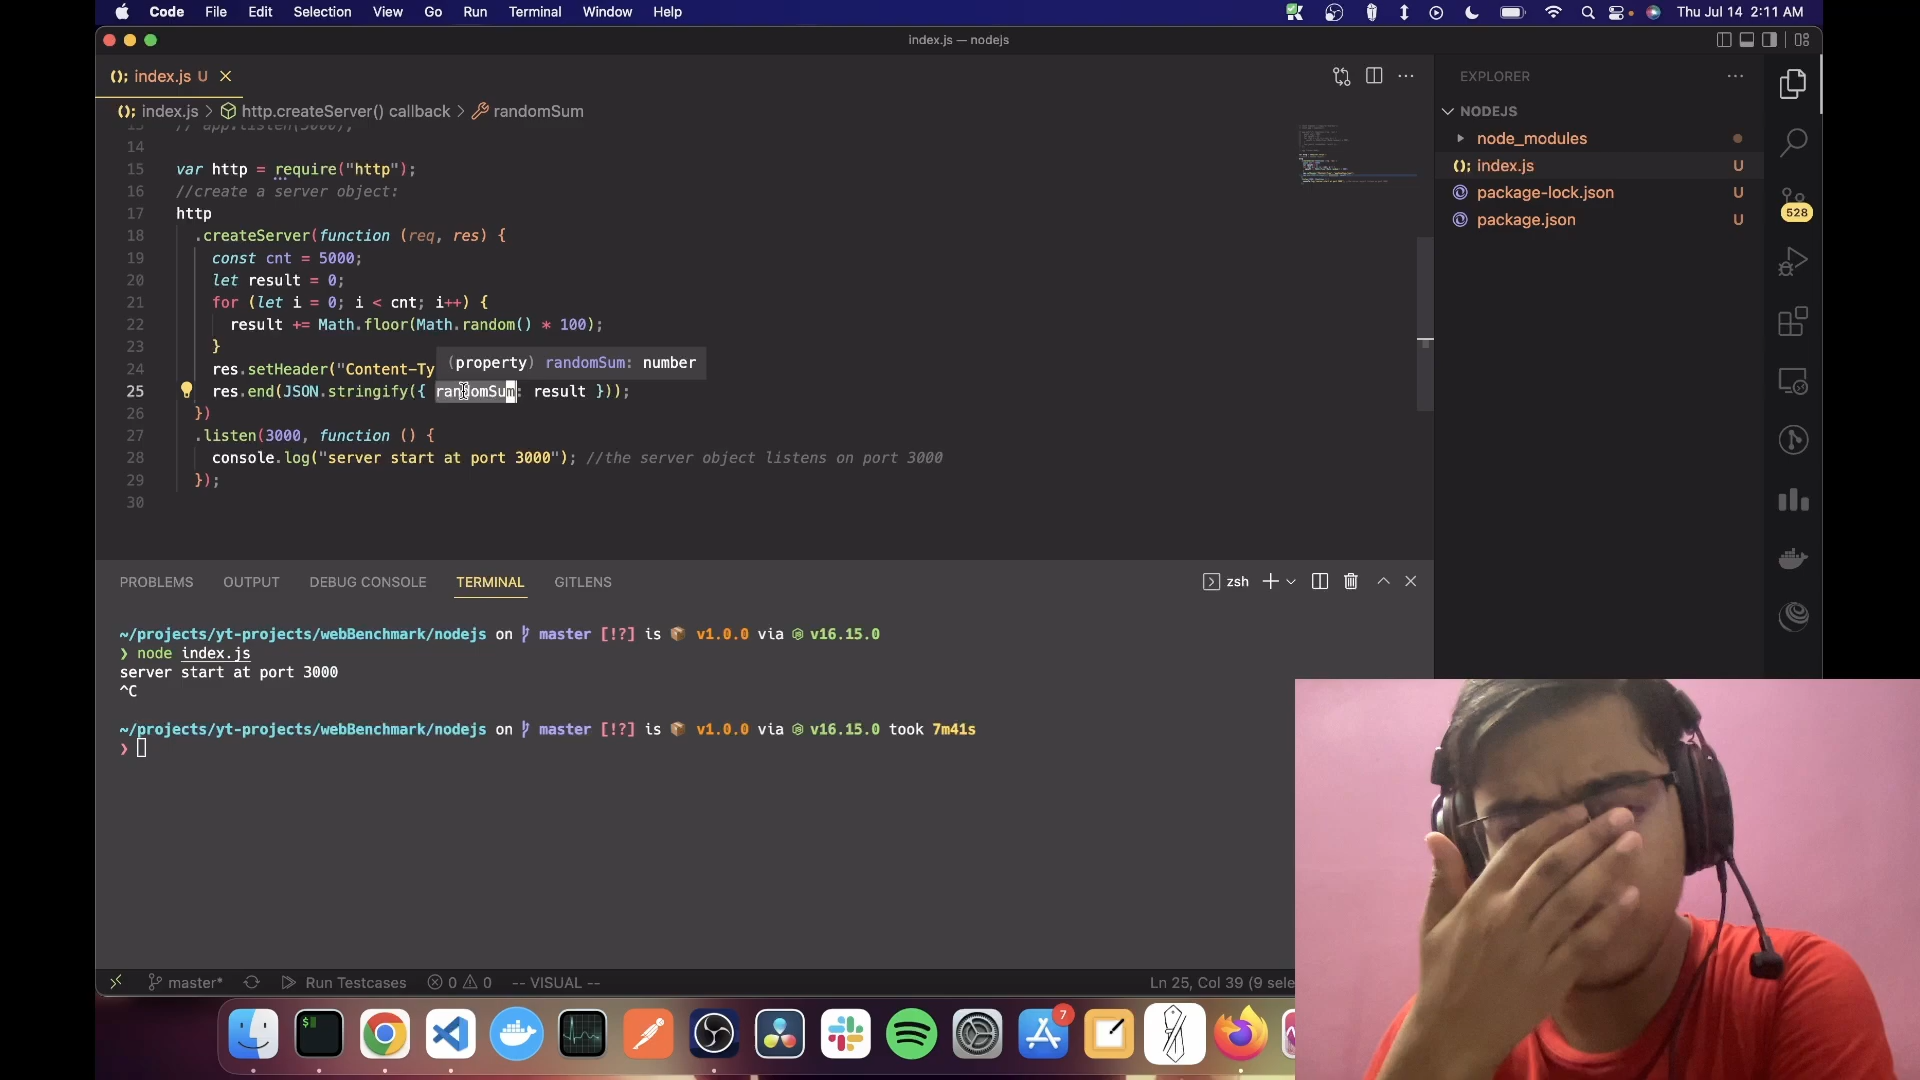 Code File Edit Selection View Go Run Terminal Window Help Thu Jul 14 2:11 AM
index.js — nodejs
index.js U
EXPLORER
index.js > http.createServer() callback > randomSum
NODEJS
node_modules
index.js U
package-lock.json U
package.json U
528
13 // app.listen(3000);
14
15 var http = require("http");
16 //create a server object:
17 http
18 .createServer(function (req, res) {
19 const cnt = 5000;
20 let result = 0;
21 for (let i = 0; i < cnt; i++) {
22 result += Math.floor(Math.random() * 100);
23 }
(property) randomSum: number
24 res.setHeader("Content-Ty
25 res.end(JSON.stringify({ randomSum: result }));
26 })
27 .listen(3000, function () {
28 console.log("server start at port 3000"); //the server object listens on port 3000
29 });
30
PROBLEMS OUTPUT DEBUG CONSOLE TERMINAL GITLENS
zsh
~/projects/yt-projects/webBenchmark/nodejs on master [!?] is v1.0.0 via v16.15.0
❯ node index.js
server start at port 3000
^C
~/projects/yt-projects/webBenchmark/nodejs on master [!?] is v1.0.0 via v16.15.0 took 7m41s
❯
master* Run Testcases 0 0 -- VISUAL -- Ln 25, Col 39 (9 sele
7